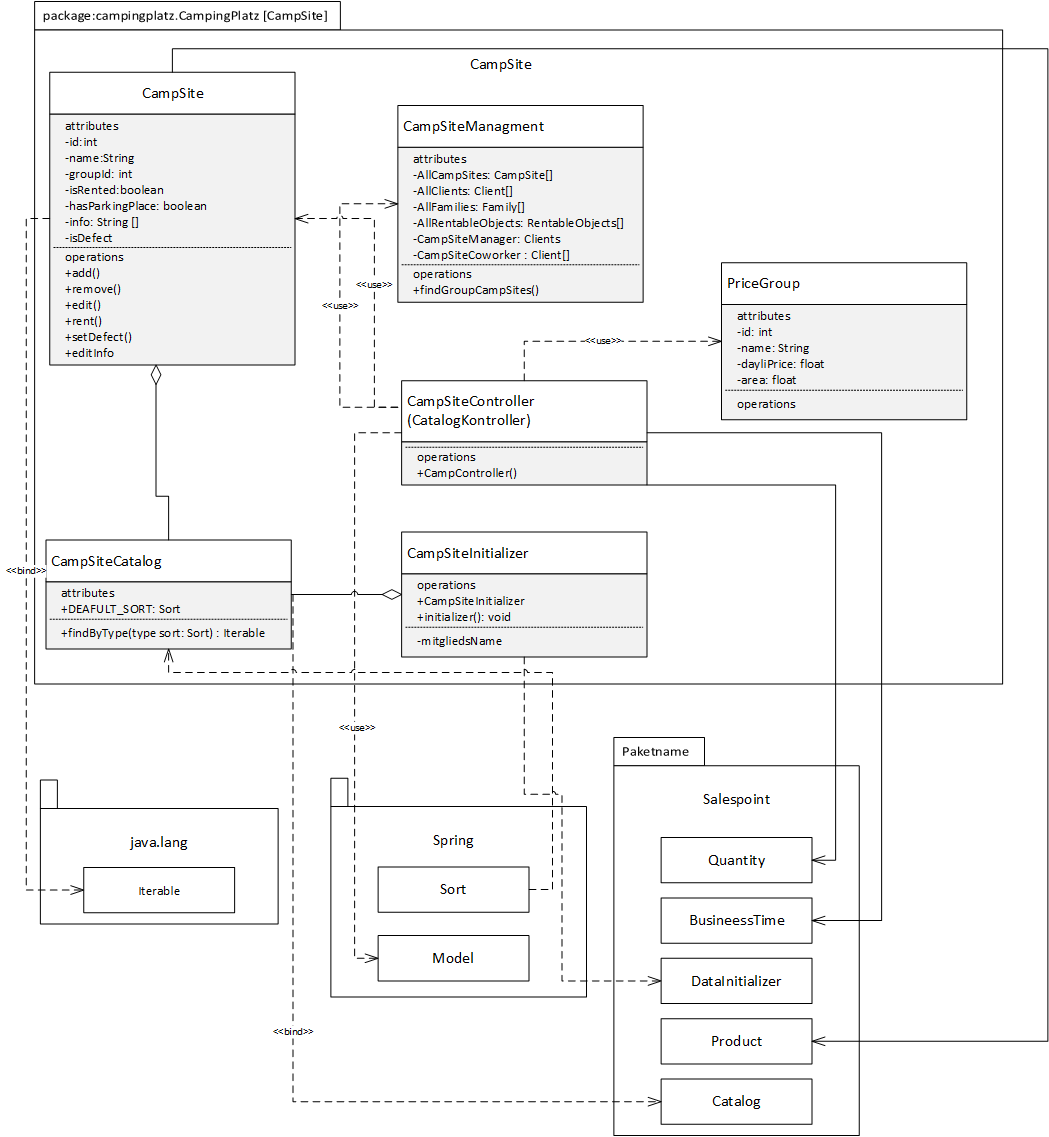 package:campingplatz.CampingPlatz [CampSite]
CampSite
CampSite
attributes
-id:int
-name:String
-groupId: int
-isRented:boolean
-hasParkingPlace: boolean
-info: String []
-isDefect
operations
+add()
+remove()
+edit()
+rent()
+setDefect()
+editInfo
CampSiteManagment
attributes
-AllCampSites: CampSite[]
-AllClients: Client[]
-AllFamilies: Family[]
-AllRentableObjects: RentableObjects[]
-CampSiteManager: Clients
-CampSiteCoworker : Client[]
operations
+findGroupCampSites()
<<use>>
<<use>>
<<use>>
PriceGroup
attributes
-id: int
-name: String
-dayliPrice: float
-area: float
operations
CampSiteController
(CatalogKontroller)
operations
+CampController()
<<bind>>
CampSiteCatalog
attributes
+DEAFULT_SORT: Sort
+findByType(type sort: Sort) : Iterable
CampSiteInitializer
operations
+CampSiteInitializer
+initializer(): void
-mitgliedsName
<<use>>
java.lang
Iterable
Spring
Sort
Model
<<bind>>
Paketname
Salespoint
Quantity
BusineessTime
DataInitializer
Product
Catalog